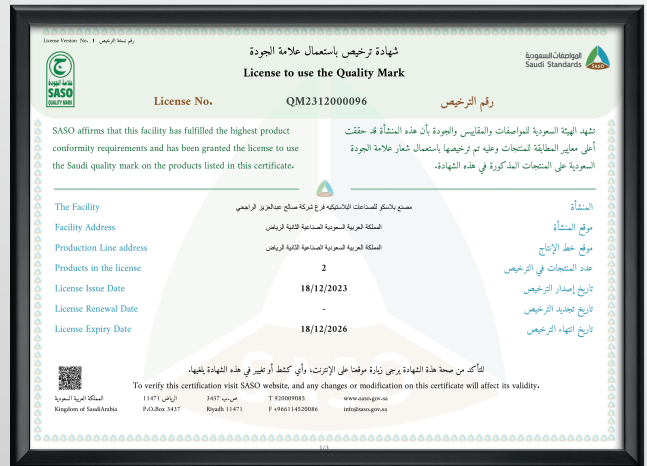 License Version No. 1 رقم نسخة الترخيص
علامة الجودة
SASO
QUALITY MARK
شهادة ترخيص باستعمال علامة الجودة
License to use the Quality Mark
المواصفات السعودية
Saudi Standards
SASO
License No. QM2312000096 رقم الترخيص
SASO affirms that this facility has fulfilled the highest product
conformity requirements and has been granted the license to use
the Saudi quality mark on the products listed in this certificate.
تشهد الهيئة السعودية للمواصفات والمقاييس والجودة بأن هذه المنشأة قد حققت
أعلى معايير المطابقة للمنتجات وعليه تم ترخيصها باستعمال شعار علامة الجودة
السعودية على المنتجات المذكورة في هذه الشهادة.
The Facility مصنع بلاسكو للصناعات البلاستيكيه فرع شركة صالح عبدالعزيز الراجحي المنشأة
Facility Address المملكة العربية السعودية الصناعية الثانية الرياض موقع المنشأة
Production Line address المملكة العربية السعودية الصناعية الثانية الرياض موقع خط الإنتاج
Products in the license 2 عدد المنتجات في الترخيص
License Issue Date 18/12/2023 تاريخ إصدار الترخيص
License Renewal Date - تاريخ تجديد الترخيص
License Expiry Date 18/12/2026 تاريخ انتهاء الترخيص
SASO
للتأكد من صحة هذة الشهادة يرجى زيارة موقعنا على الإنترنت، وأي كشط أو تغيير في هذه الشهادة يلغيها.
To verify this certification visit SASO website, and any changes or modification on this certificate will affect its validity.
المملكة العربية السعودية الرياض 11471 ص.ب 3437 T 920009085 www.saso.gov.sa
Kingdom of SaudiArabia P.O.Box 3437 Riyadh 11471 F +966114520086 info@saso.gov.sa
1/3